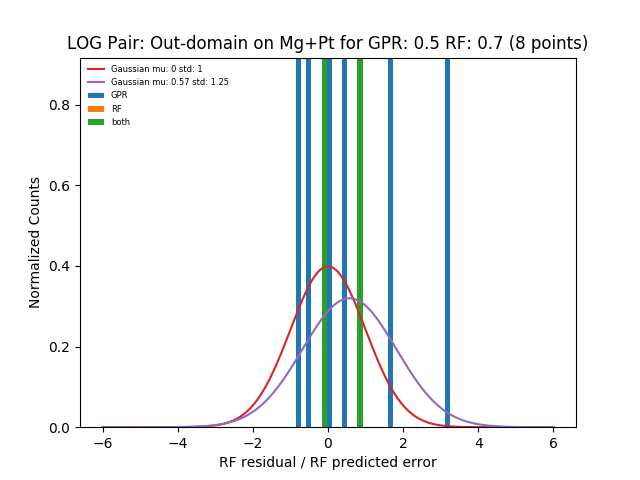 LOG Pair: Out-domain on Mg+Pt for GPR: 0.5 RF: 0.7 (8 points)
Gaussian mu: 0 std: 1
Gaussian mu: 0.57 std: 1.25
GPR
RF
both
0.8
0.6
0.4
0.2
0.0
Normalized Counts
−6 −4 −2 0 2 4 6
RF residual / RF predicted error